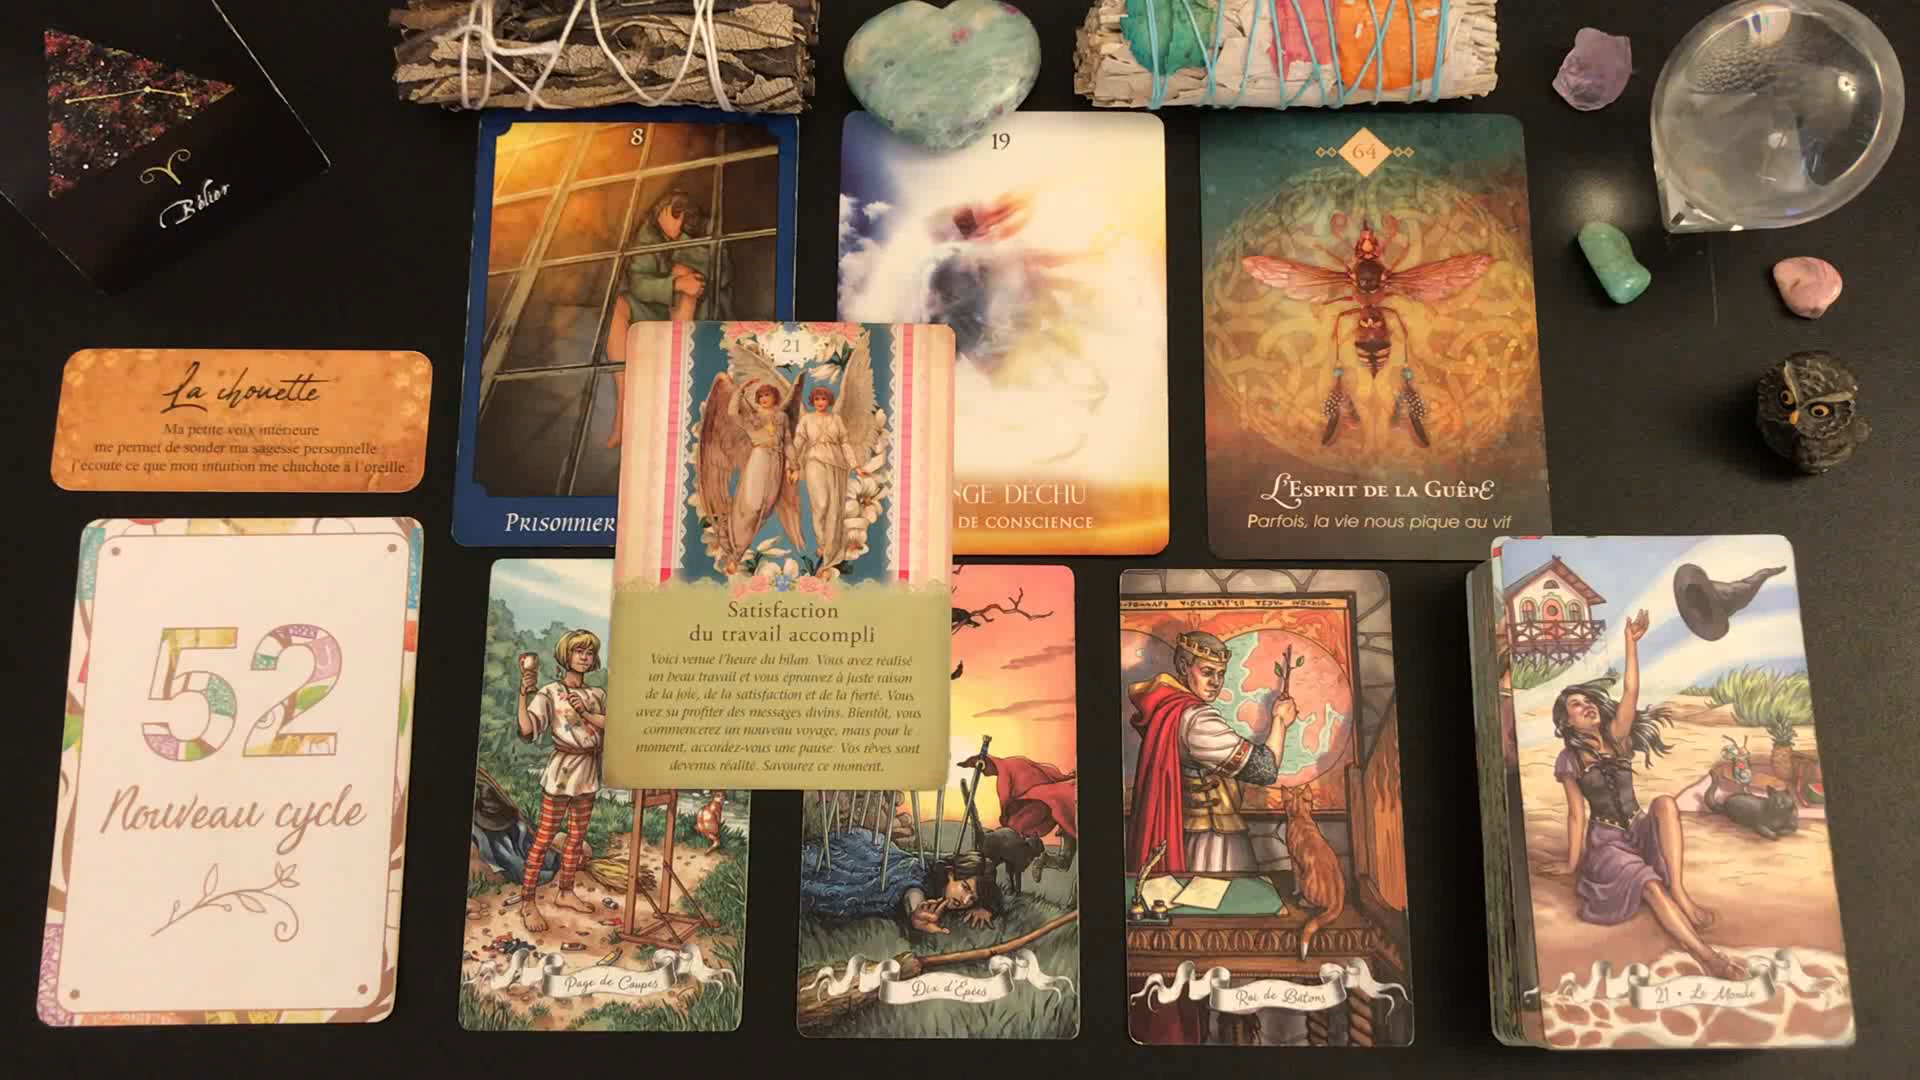 Bélier
8
19
64
La chouette
Ma petite voix intérieure
me permet de sonder ma sagesse personnelle
j'écoute ce que mon intuition me chuchote à l'oreille.
PRISONNIER
NGE DÉCHU
DE CONSCIENCE
L'ESPRIT DE LA GUÊPE
Parfois, la vie nous pique au vif
21
Satisfaction
du travail accompli
Voici venue l'heure du bilan. Vous avez réalisé
un beau travail et vous éprouvez à juste raison
de la joie, de la satisfaction et de la fierté. Vous
avez su profiter des messages divins. Bientôt, vous
commencerez un nouveau voyage, mais pour le
moment, accordez-vous une pause. Vos rêves sont
devenus réalité. Savourez ce moment.
52
Nouveau cycle
Page de Coupes
Dix d'Épées
Roi de Bâtons
21 • Le Monde